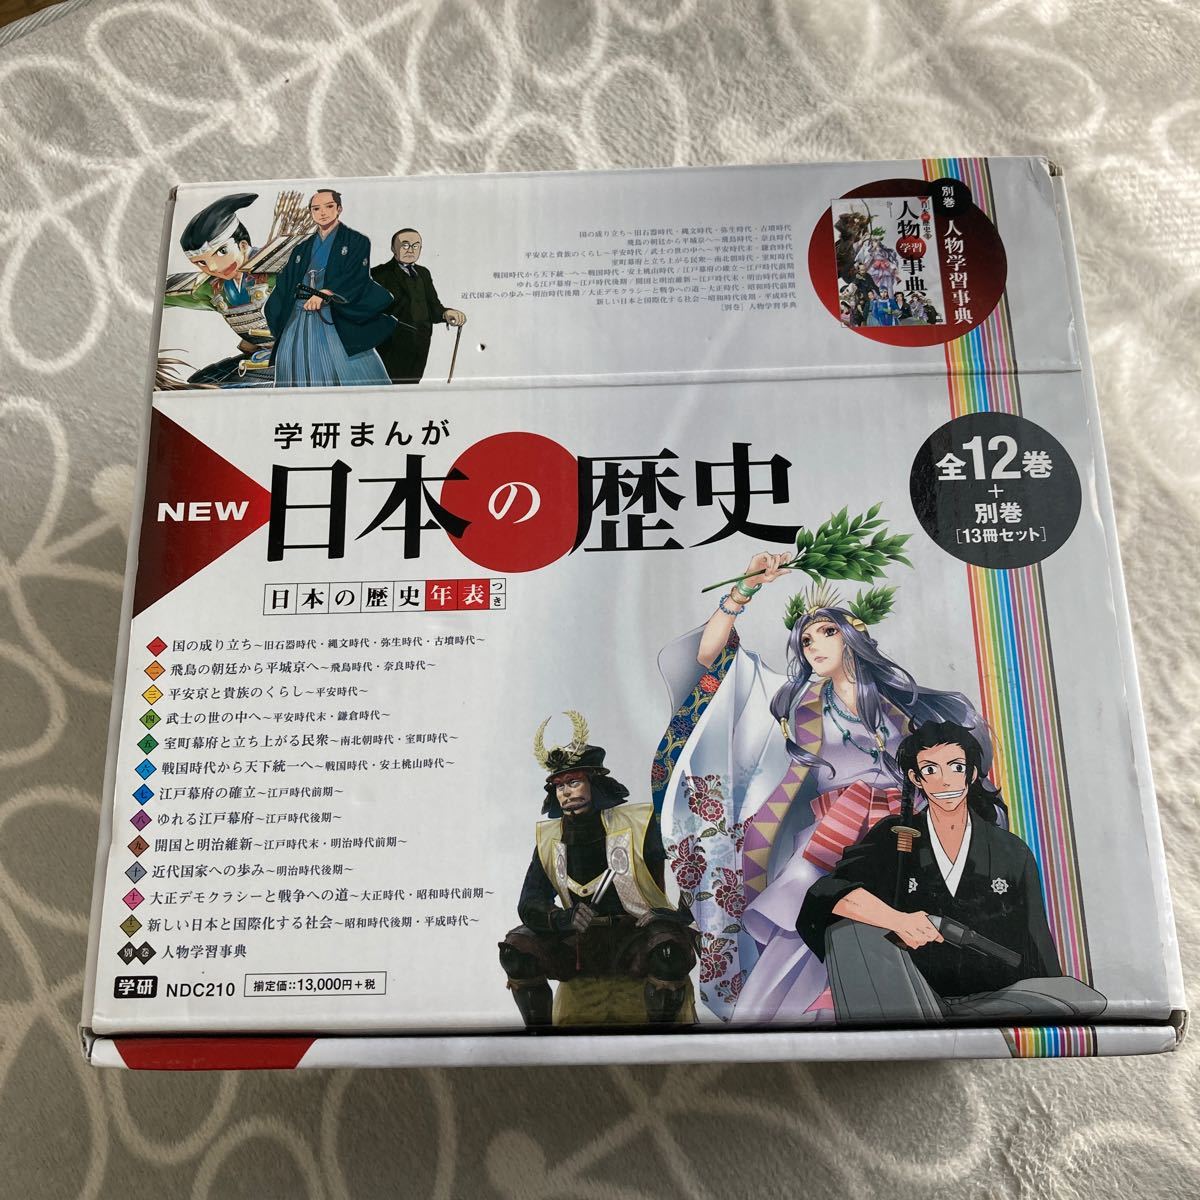 国の成り立ち〜旧石器時代・縄文時代・弥生時代・古墳時代
飛鳥の朝廷から平城京へ〜飛鳥時代・奈良時代
平安京と貴族のくらし〜平安時代/武士の世の中へ〜平安時代末・鎌倉時代
室町幕府と立ち上がる民衆〜南北朝時代・室町時代
戦国時代から天下統一へ〜戦国時代・安土桃山時代/江戸幕府の確立〜江戸時代前期
ゆれる江戸幕府〜江戸時代後期/開国と明治維新〜江戸時代末・明治時代前期
近代国家への歩み〜明治時代後期/大正デモクラシーと戦争への道〜大正時代・昭和時代前期
新しい日本と国際化する社会〜昭和時代後期・平成時代
[別巻] 人物学習事典
日本の歴史
人物
学習
事典
別巻
人物学習事典
学研まんが
NEW
日本の歴史
全12巻
+
別巻
[13冊セット]
日本の歴史年表つき
一 国の成り立ち〜旧石器時代・縄文時代・弥生時代・古墳時代〜
二 飛鳥の朝廷から平城京へ〜飛鳥時代・奈良時代〜
三 平安京と貴族のくらし〜平安時代〜
四 武士の世の中へ〜平安時代末・鎌倉時代〜
五 室町幕府と立ち上がる民衆〜南北朝時代・室町時代〜
六 戦国時代から天下統一へ〜戦国時代・安土桃山時代〜
七 江戸幕府の確立〜江戸時代前期〜
八 ゆれる江戸幕府〜江戸時代後期〜
九 開国と明治維新〜江戸時代末・明治時代前期〜
十 近代国家への歩み〜明治時代後期〜
十一 大正デモクラシーと戦争への道〜大正時代・昭和時代前期〜
十二 新しい日本と国際化する社会〜昭和時代後期・平成時代〜
別巻 人物学習事典
学研 NDC210 揃定価::13,000円+税